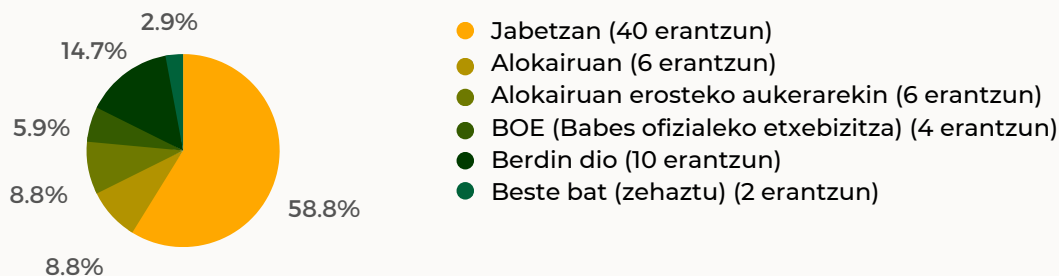 2.9%
14.7%
5.9%
8.8%
8.8%
58.8%
Jabetzan (40 erantzun)
Alokairuan (6 erantzun)
Alokairuan erosteko aukerarekin (6 erantzun)
BOE (Babes ofizialeko etxebizitza) (4 erantzun)
Berdin dio (10 erantzun)
Beste bat (zehaztu) (2 erantzun)